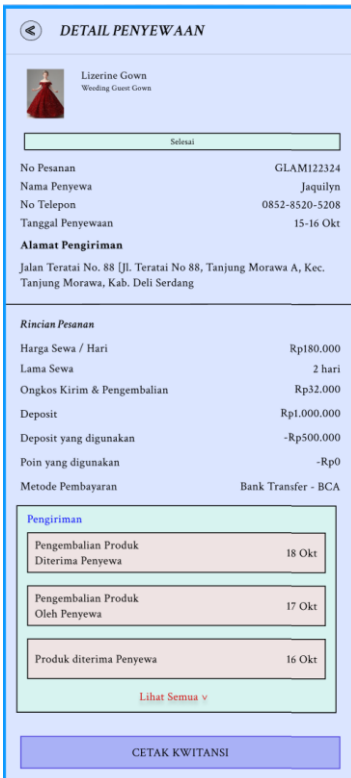 DETAIL PENYEWAAN
Lizerine Gown
Weeding Guest Gown
Selesai
No Pesanan GLAM122324
Nama Penyewa Jaquilyn
No Telepon 0852-8520-5208
Tanggal Penyewaan 15-16 Okt
Alamat Pengiriman
Jalan Teratai No. 88 [Jl. Teratai No 88, Tanjung Morawa A, Kec.
Tanjung Morawa, Kab. Deli Serdang
Rincian Pesanan
Harga Sewa / Hari Rp180.000
Lama Sewa 2 hari
Ongkos Kirim & Pengembalian Rp32.000
Deposit Rp1.000.000
Deposit yang digunakan -Rp500.000
Poin yang digunakan -Rp0
Metode Pembayaran Bank Transfer - BCA
Pengiriman
Pengembalian Produk
Diterima Penyewa 18 Okt
Pengembalian Produk
Oleh Penyewa 17 Okt
Produk diterima Penyewa 16 Okt
Lihat Semua v
CETAK KWITANSI